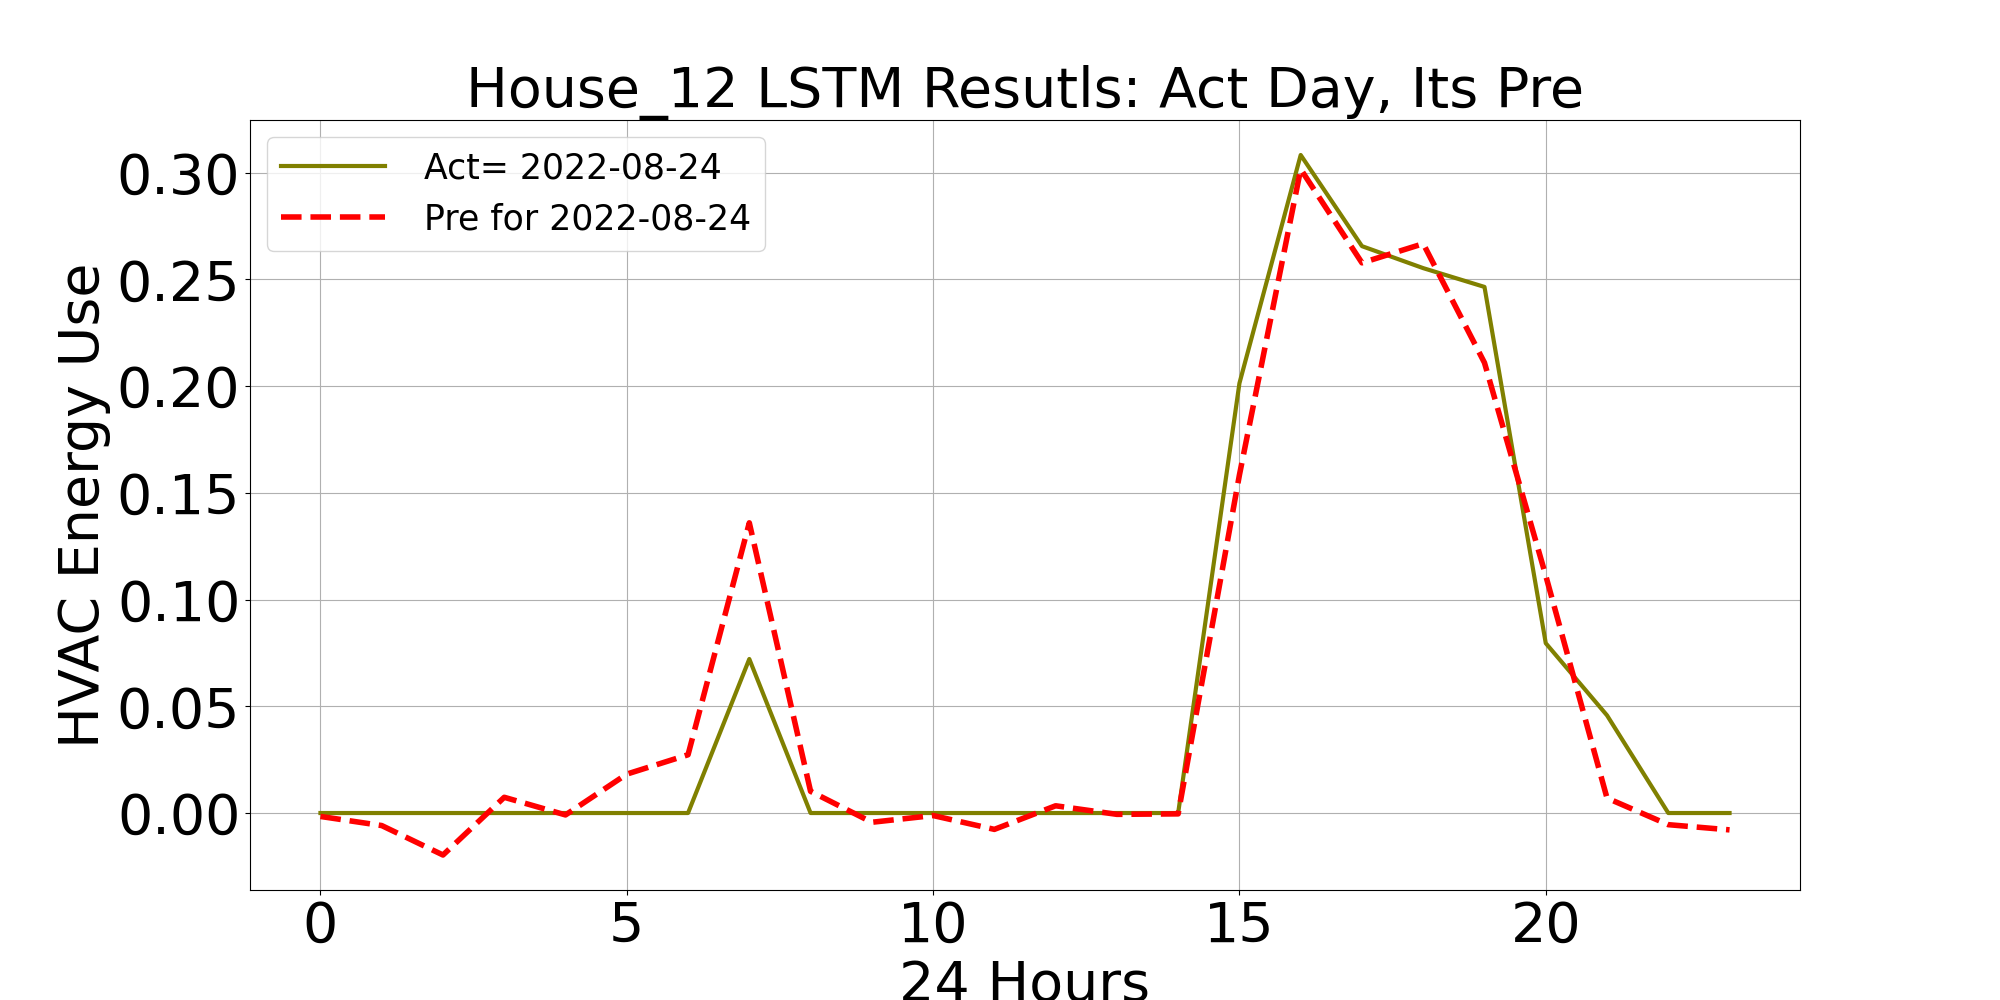 House_12 LSTM Resutls: Act Day, Its Pre
Act= 2022-08-24
Pre for 2022-08-24
HVAC Energy Use
0.30
0.25
0.20
0.15
0.10
0.05
0.00
0 5 10 15 20
24 Hours